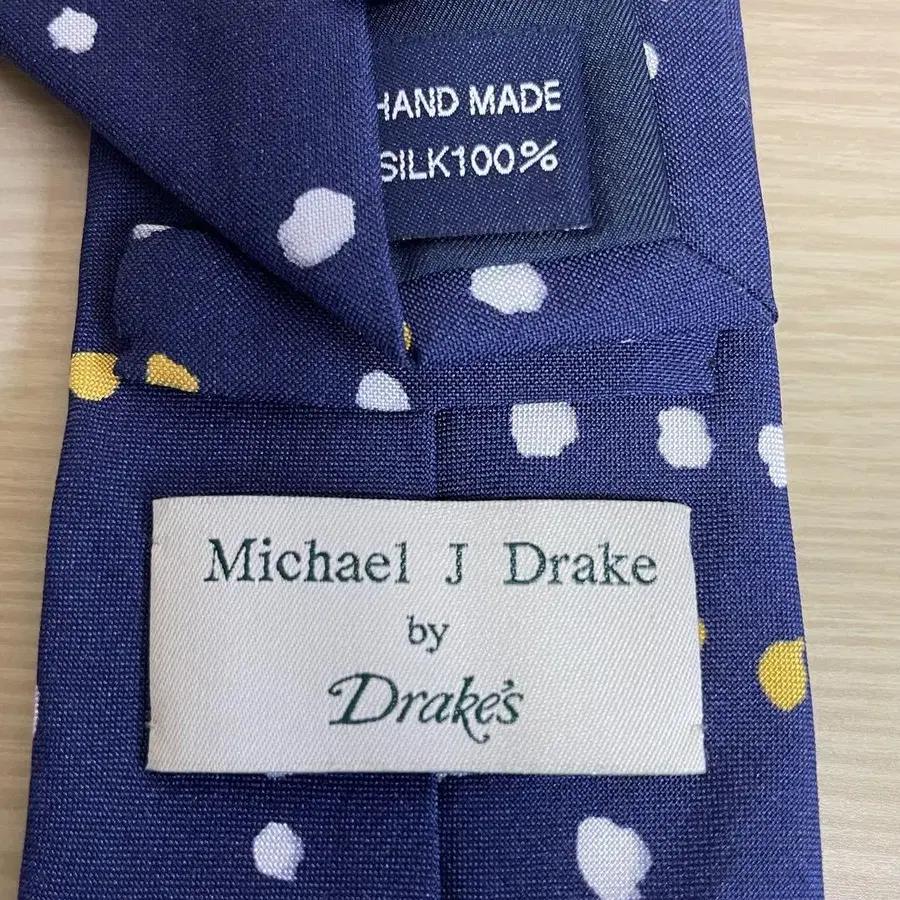 HAND MADE
SILK100%
Michael J Drake
by
Drake's